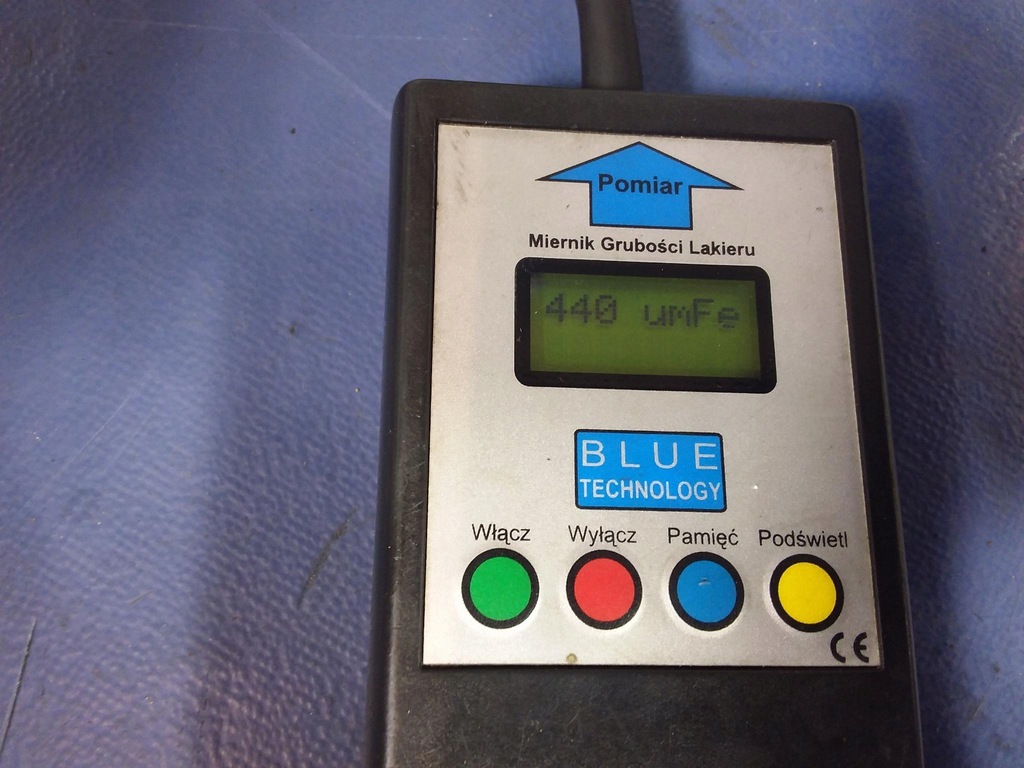 Pomiar
Miernik Grubości Lakieru
440 umFe
BLUE
TECHNOLOGY
Włącz Wyłącz Pamięć Podświetl
CE